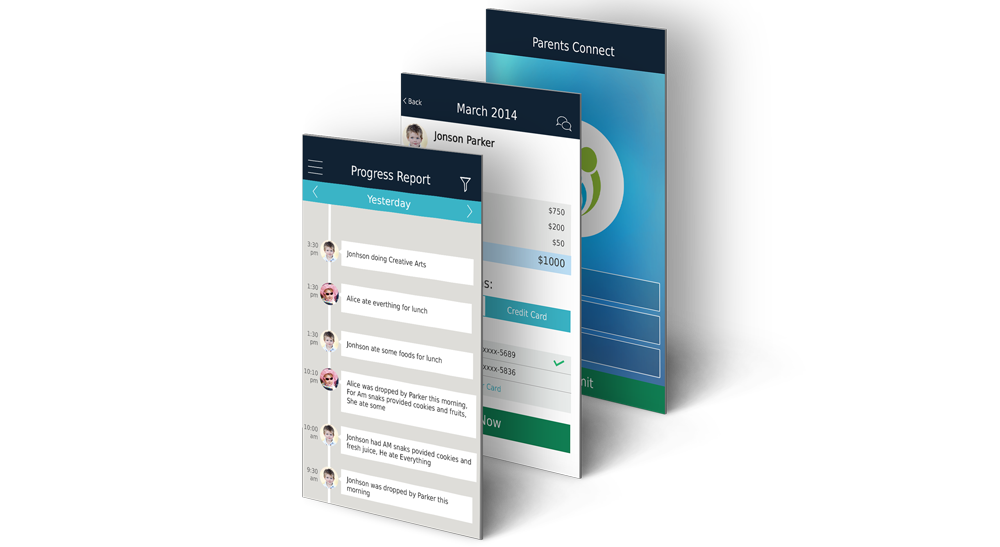 Parents Connect
mit
Back
March 2014
Jonson Parker
$750
$200
$50
$1000
s:
Credit Card
xxxx-5689
xxxx-5836
Card
Now
Progress Report
Yesterday
3:30
pm
Jonhson doing Creative Arts
1:30
pm
Alice ate everthing for lunch
1:30
pm
Jonhson ate some foods for lunch
10:10
pm
Alice was dropped by Parker this morning,
For Am snaks provided cookies and fruits,
She ate some
10:00
am
Jonhson had AM snaks povided cookies and
fresh juice, He ate Everything
9:30
am
Jonhson was dropped by Parker this
morning